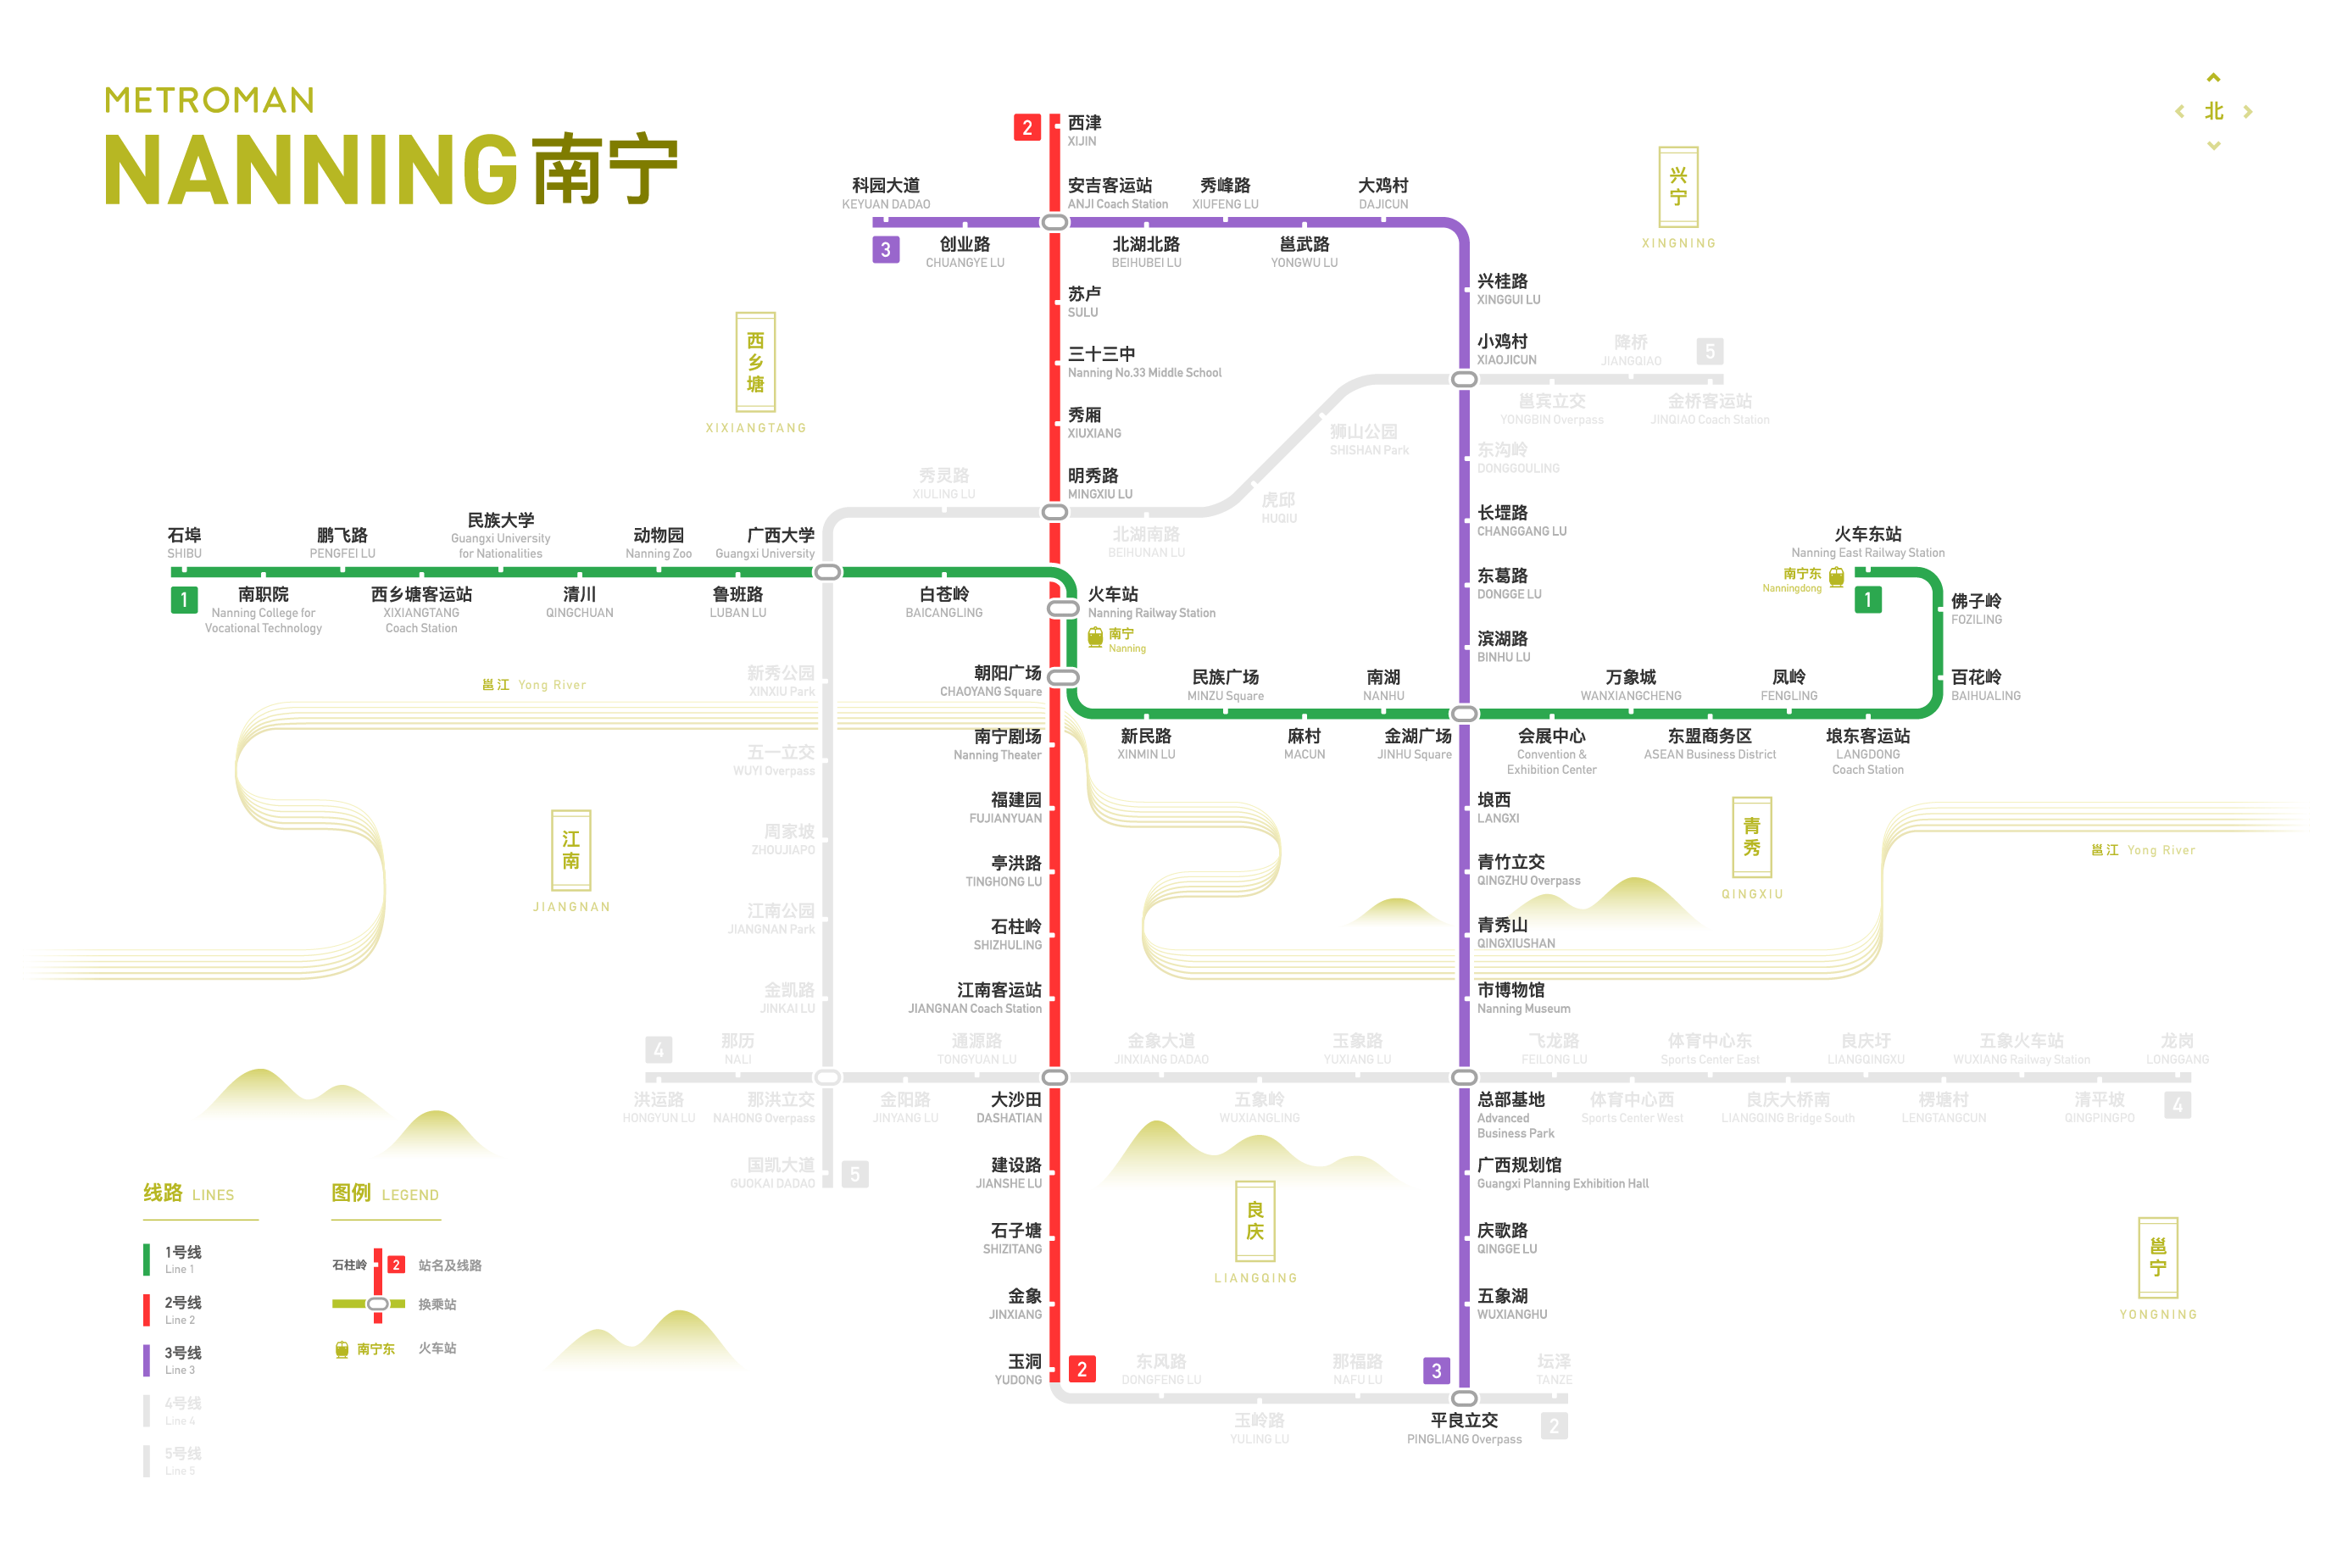 METROMAN
NANNING 南宁
北
兴宁
XINGNING
西乡塘
XIXIANGTANG
江南
JIANGNAN
青秀
QINGXIU
良庆
LIANGQING
邕宁
YONGNING
邕江 Yong River
邕江 Yong River
2
西津
XIJIN
科园大道
KEYUAN DADAO
3
创业路
CHUANGYE LU
安吉客运站
ANJI Coach Station
北湖北路
BEIHUBEI LU
秀峰路
XIUFENG LU
邕武路
YONGWU LU
大鸡村
DAJICUN
兴桂路
XINGGUI LU
小鸡村
XIAOJICUN
降桥
JIANGQIAO
5
邕宾立交
YONGBIN Overpass
金桥客运站
JINQIAO Coach Station
苏卢
SULU
三十三中
Nanning No.33 Middle School
秀厢
XIUXIANG
明秀路
MINGXIU LU
秀灵路
XIULING LU
北湖南路
BEIHUNAN LU
虎邱
HUQIU
狮山公园
SHISHAN Park
东沟岭
DONGGOULING
长堽路
CHANGGANG LU
东葛路
DONGGE LU
滨湖路
BINHU LU
石埠
SHIBU
1
南职院
Nanning College for
Vocational Technology
鹏飞路
PENGFEI LU
西乡塘客运站
XIXIANGTANG
Coach Station
民族大学
Guangxi University
for Nationalities
清川
QINGCHUAN
动物园
Nanning Zoo
鲁班路
LUBAN LU
广西大学
Guangxi University
白苍岭
BAICANGLING
火车站
Nanning Railway Station
南宁
Nanning
朝阳广场
CHAOYANG Square
新民路
XINMIN LU
民族广场
MINZU Square
麻村
MACUN
南湖
NANHU
金湖广场
JINHU Square
会展中心
Convention &
Exhibition Center
万象城
WANXIANGCHENG
东盟商务区
ASEAN Business District
凤岭
FENGLING
埌东客运站
LANGDONG
Coach Station
百花岭
BAIHUALING
佛子岭
FOZILING
火车东站
Nanning East Railway Station
南宁东
Nanningdong
1
新秀公园
XINXIU Park
五一立交
WUYI Overpass
周家坡
ZHOUJIAPO
江南公园
JIANGNAN Park
金凯路
JINKAI LU
南宁剧场
Nanning Theater
福建园
FUJIANYUAN
亭洪路
TINGHONG LU
石柱岭
SHIZHULING
江南客运站
JIANGNAN Coach Station
埌西
LANGXI
青竹立交
QINGZHU Overpass
青秀山
QINGXIUSHAN
市博物馆
Nanning Museum
4
洪运路
HONGYUN LU
那历
NALI
那洪立交
NAHONG Overpass
金阳路
JINYANG LU
通源路
TONGYUAN LU
大沙田
DASHATIAN
金象大道
JINXIANG DADAO
五象岭
WUXIANGLING
玉象路
YUXIANG LU
总部基地
Advanced
Business Park
飞龙路
FEILONG LU
体育中心西
Sports Center West
体育中心东
Sports Center East
良庆大桥南
LIANGQING Bridge South
良庆圩
LIANGQINGXU
楞塘村
LENGTANGCUN
五象火车站
WUXIANG Railway Station
清平坡
QINGPINGPO
龙岗
LONGGANG
4
国凯大道
GUOKAI DADAO
5
建设路
JIANSHE LU
石子塘
SHIZITANG
金象
JINXIANG
玉洞
YUDONG
2
广西规划馆
Guangxi Planning Exhibition Hall
庆歌路
QINGGE LU
五象湖
WUXIANGHU
东风路
DONGFENG LU
玉岭路
YULING LU
那福路
NAFU LU
3
平良立交
PINGLIANG Overpass
坛泽
TANZE
2
线路 LINES
1号线
Line 1
2号线
Line 2
3号线
Line 3
4号线
Line 4
5号线
Line 5
图例 LEGEND
石柱岭 2 站名及线路
换乘站
南宁东 火车站